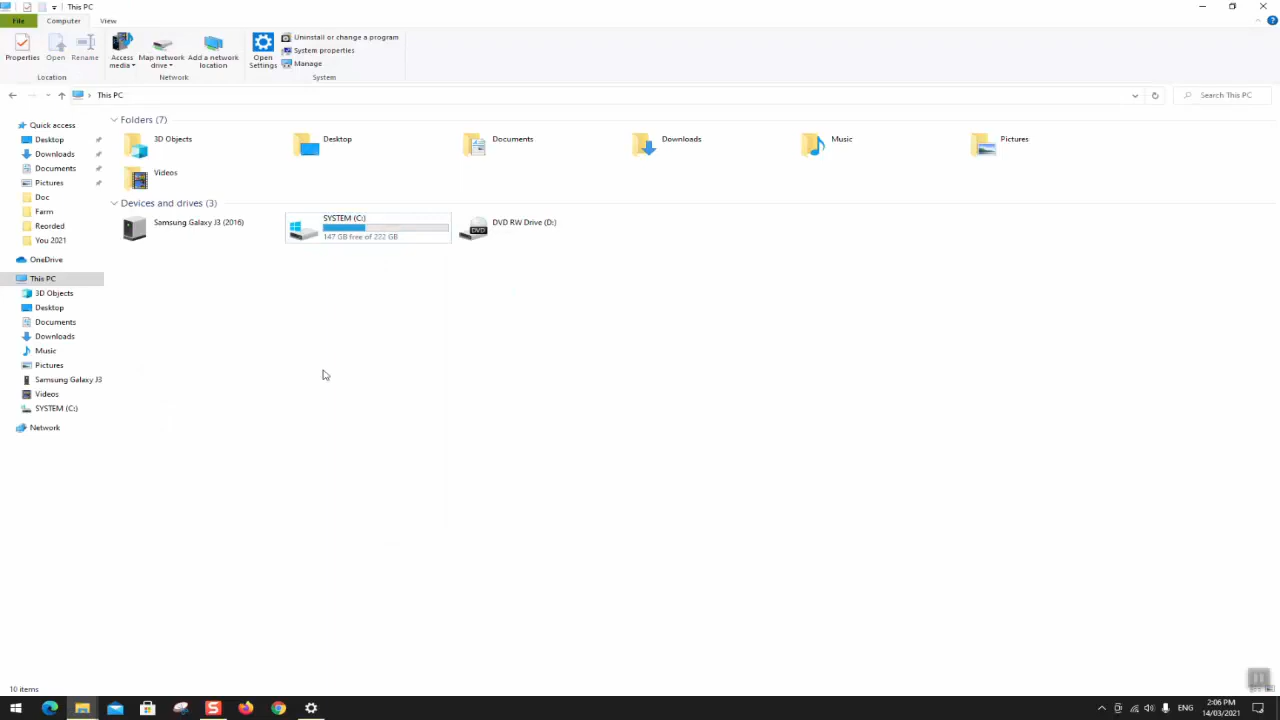 This PC
File Computer View
Properties Open Rename Access media Map network drive Add a network location Open Settings Uninstall or change a program
System properties
Manage
Location Network System
This PC
Search This PC
Quick access
Desktop
Downloads
Documents
Pictures
Doc
Farm
Reorded
You 2021
OneDrive
This PC
3D Objects
Desktop
Documents
Downloads
Music
Pictures
Samsung Galaxy J3
Videos
SYSTEM (C:)
Network
Folders (7)
3D Objects Desktop Documents Downloads Music Pictures
Videos
Devices and drives (3)
Samsung Galaxy J3 (2016)
SYSTEM (C:)
147 GB free of 222 GB
DVD RW Drive (D:)
10 items
ENG
2:06 PM
14/03/2021